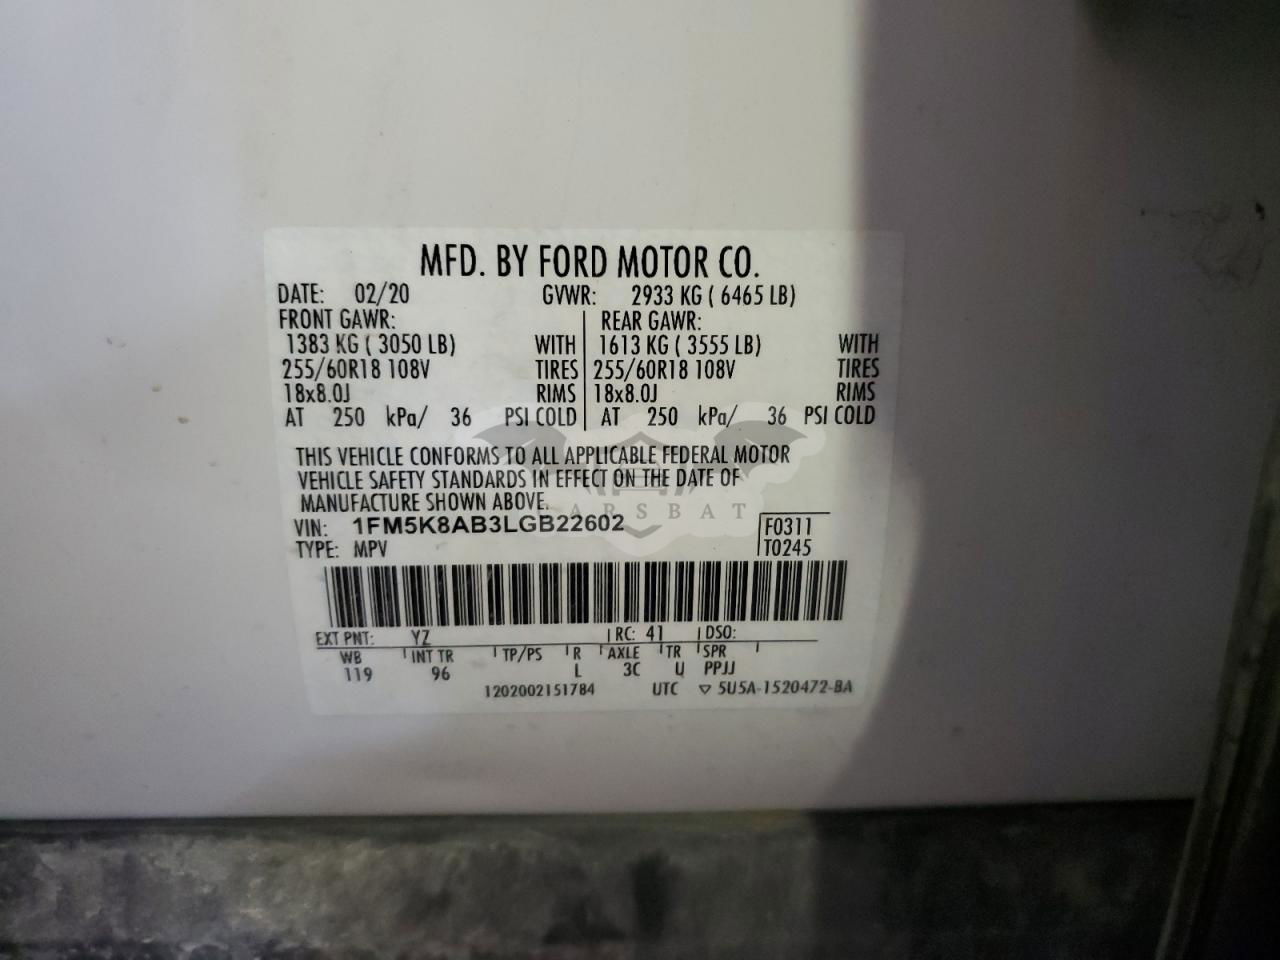 MFD. BY FORD MOTOR CO.
DATE: 02/20 GVWR: 2933 KG ( 6465 LB)
FRONT GAWR: REAR GAWR:
1383 KG ( 3050 LB) WITH 1613 KG ( 3555 LB) WITH
255/60R18 108V TIRES 255/60R18 108V TIRES
18x8.0J RIMS 18x8.0J RIMS
AT 250 kPa/ 36 PSI COLD AT 250 kPa/ 36 PSI COLD
THIS VEHICLE CONFORMS TO ALL APPLICABLE FEDERAL MOTOR
VEHICLE SAFETY STANDARDS IN EFFECT ON THE DATE OF
MANUFACTURE SHOWN ABOVE.
CARSBAT
VIN: 1FM5K8AB3LGB22602 F0311
TYPE: MPV T0245
EXT PNT: YZ RC: 41 DSO:
WB INT TR TP/PS R AXLE TR SPR
119 96 L 3C U PPJJ
1202002151784 UTC ▽ 5U5A-1520472-BA